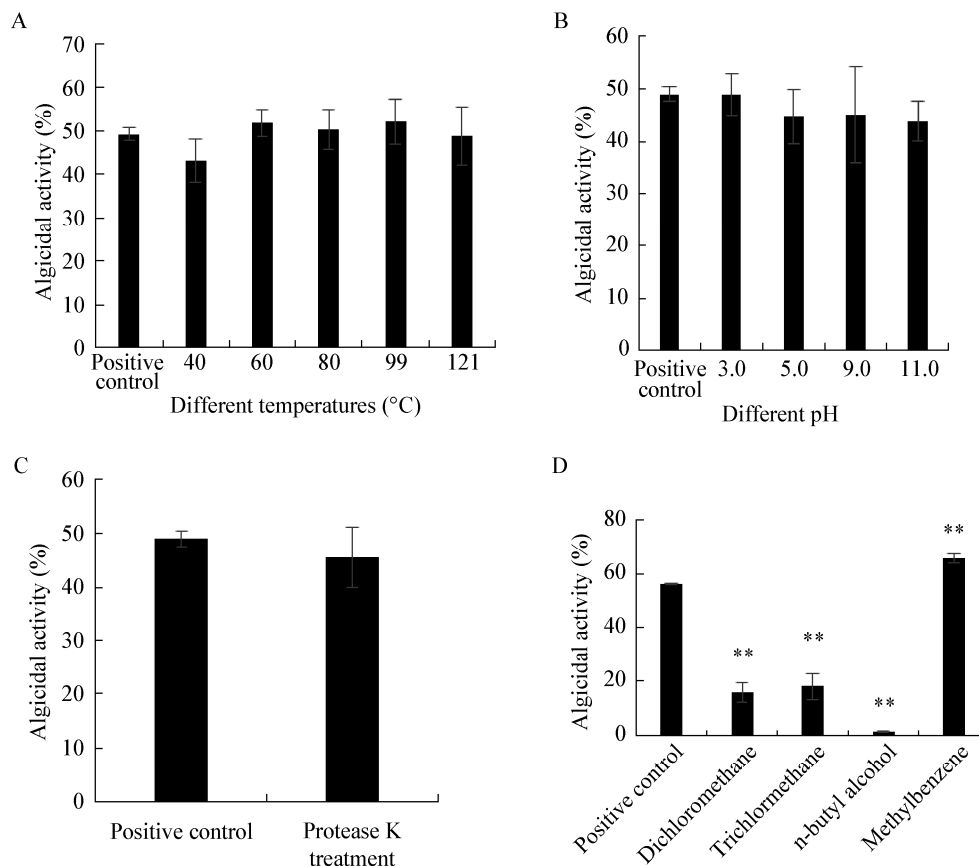 A
Algicidal activity (%)
70
60
50
40
30
20
10
0
Positive control
40
60
80
99
121
Different temperatures (°C)
B
Algicidal activity (%)
60
50
40
30
20
10
0
Positive control
3.0
5.0
9.0
11.0
Different pH
C
Algicidal activity (%)
60
50
40
30
20
10
0
Positive control
Protease K
treatment
D
Algicidal activity (%)
80
60
40
20
0
**
**
**
**
Positive control
Dichloromethane
Trichlormethane
n-butyl alcohol
Methylbenzene